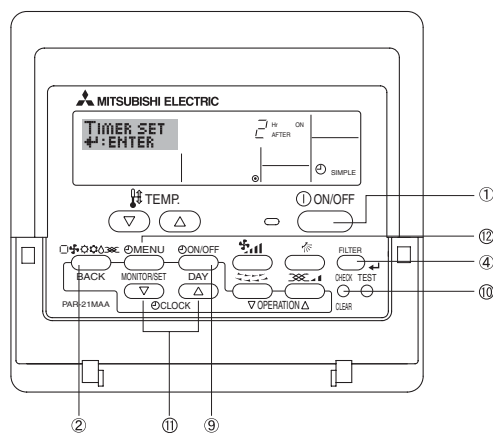 MITSUBISHI ELECTRIC
TIMER SET
↵:ENTER
2 Hr ON
AFTER
SIMPLE
TEMP.
ON/OFF
①
MENU
ON/OFF
FILTER
⑫
BACK
MONITOR/SET
DAY
CHECK
TEST
④
PAR-21MAA
CLOCK
▽OPERATION△
CLEAR
⑩
②
⑪
⑨